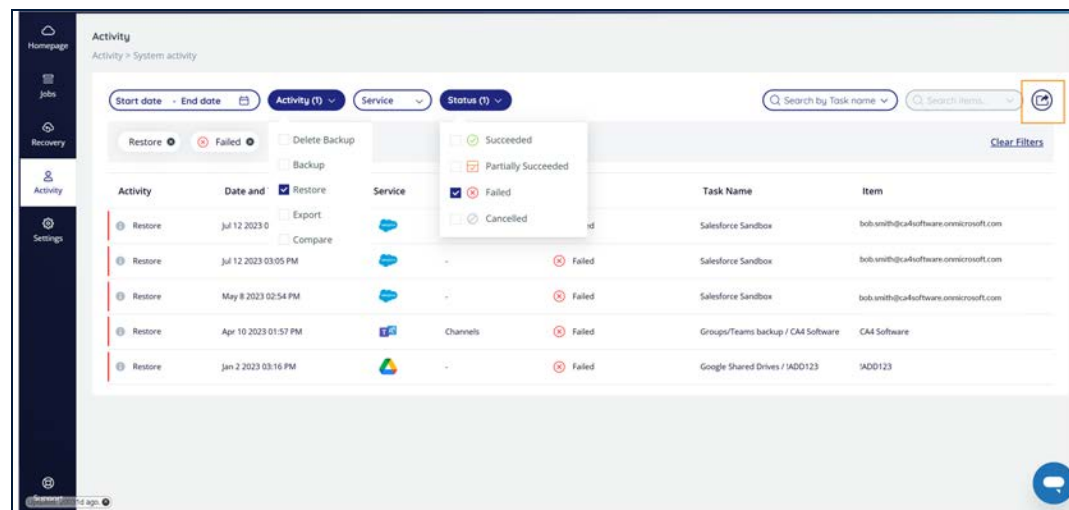 Homepage
Jobs
Recovery
Activity
Settings
Activity
Activity > System activity
Start date - End date
Activity (1)
Service
Status (1)
Search by Task name
Search items..
Restore
Failed
Clear Filters
Delete Backup
Backup
Restore
Export
Compare
Succeeded
Partially Succeeded
Failed
Cancelled
Activity Date and Service Task Name Item
Restore Jul 12 2023 0 Salesforce Sandbox bob.smith@ca4software.onmicrosoft.com
Restore Jul 12 2023 03:05 PM - Failed Salesforce Sandbox bob.smith@ca4software.onmicrosoft.com
Restore May 8 2023 02:54 PM - Failed Salesforce Sandbox bob.smith@ca4software.onmicrosoft.com
Restore Apr 10 2023 01:57 PM Channels Failed Groups/Teams backup / CA4 Software CA4 Software
Restore Jan 2 2023 03:16 PM - Failed Google Shared Drives / !ADD123 !ADD123
ago.